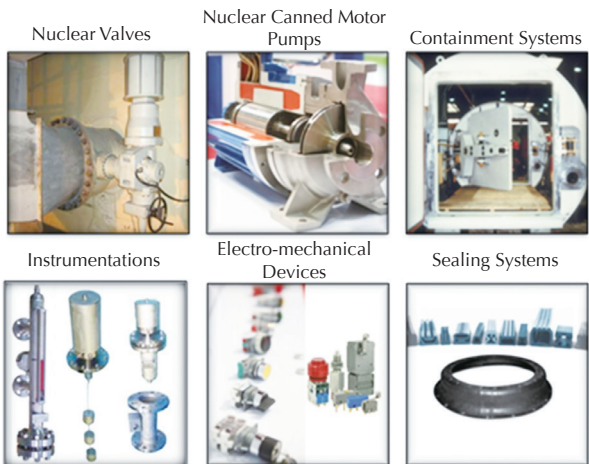 Nuclear Valves
Nuclear Canned Motor
Pumps
Containment Systems
Instrumentations
Electro-mechanical
Devices
Sealing Systems